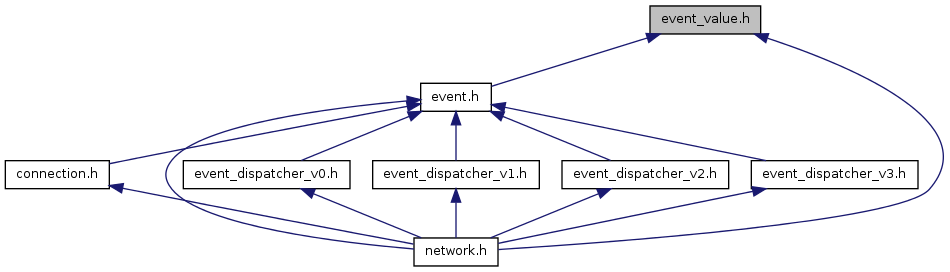 event_value.h
event.h
connection.h
event_dispatcher_v0.h
event_dispatcher_v1.h
event_dispatcher_v2.h
event_dispatcher_v3.h
network.h